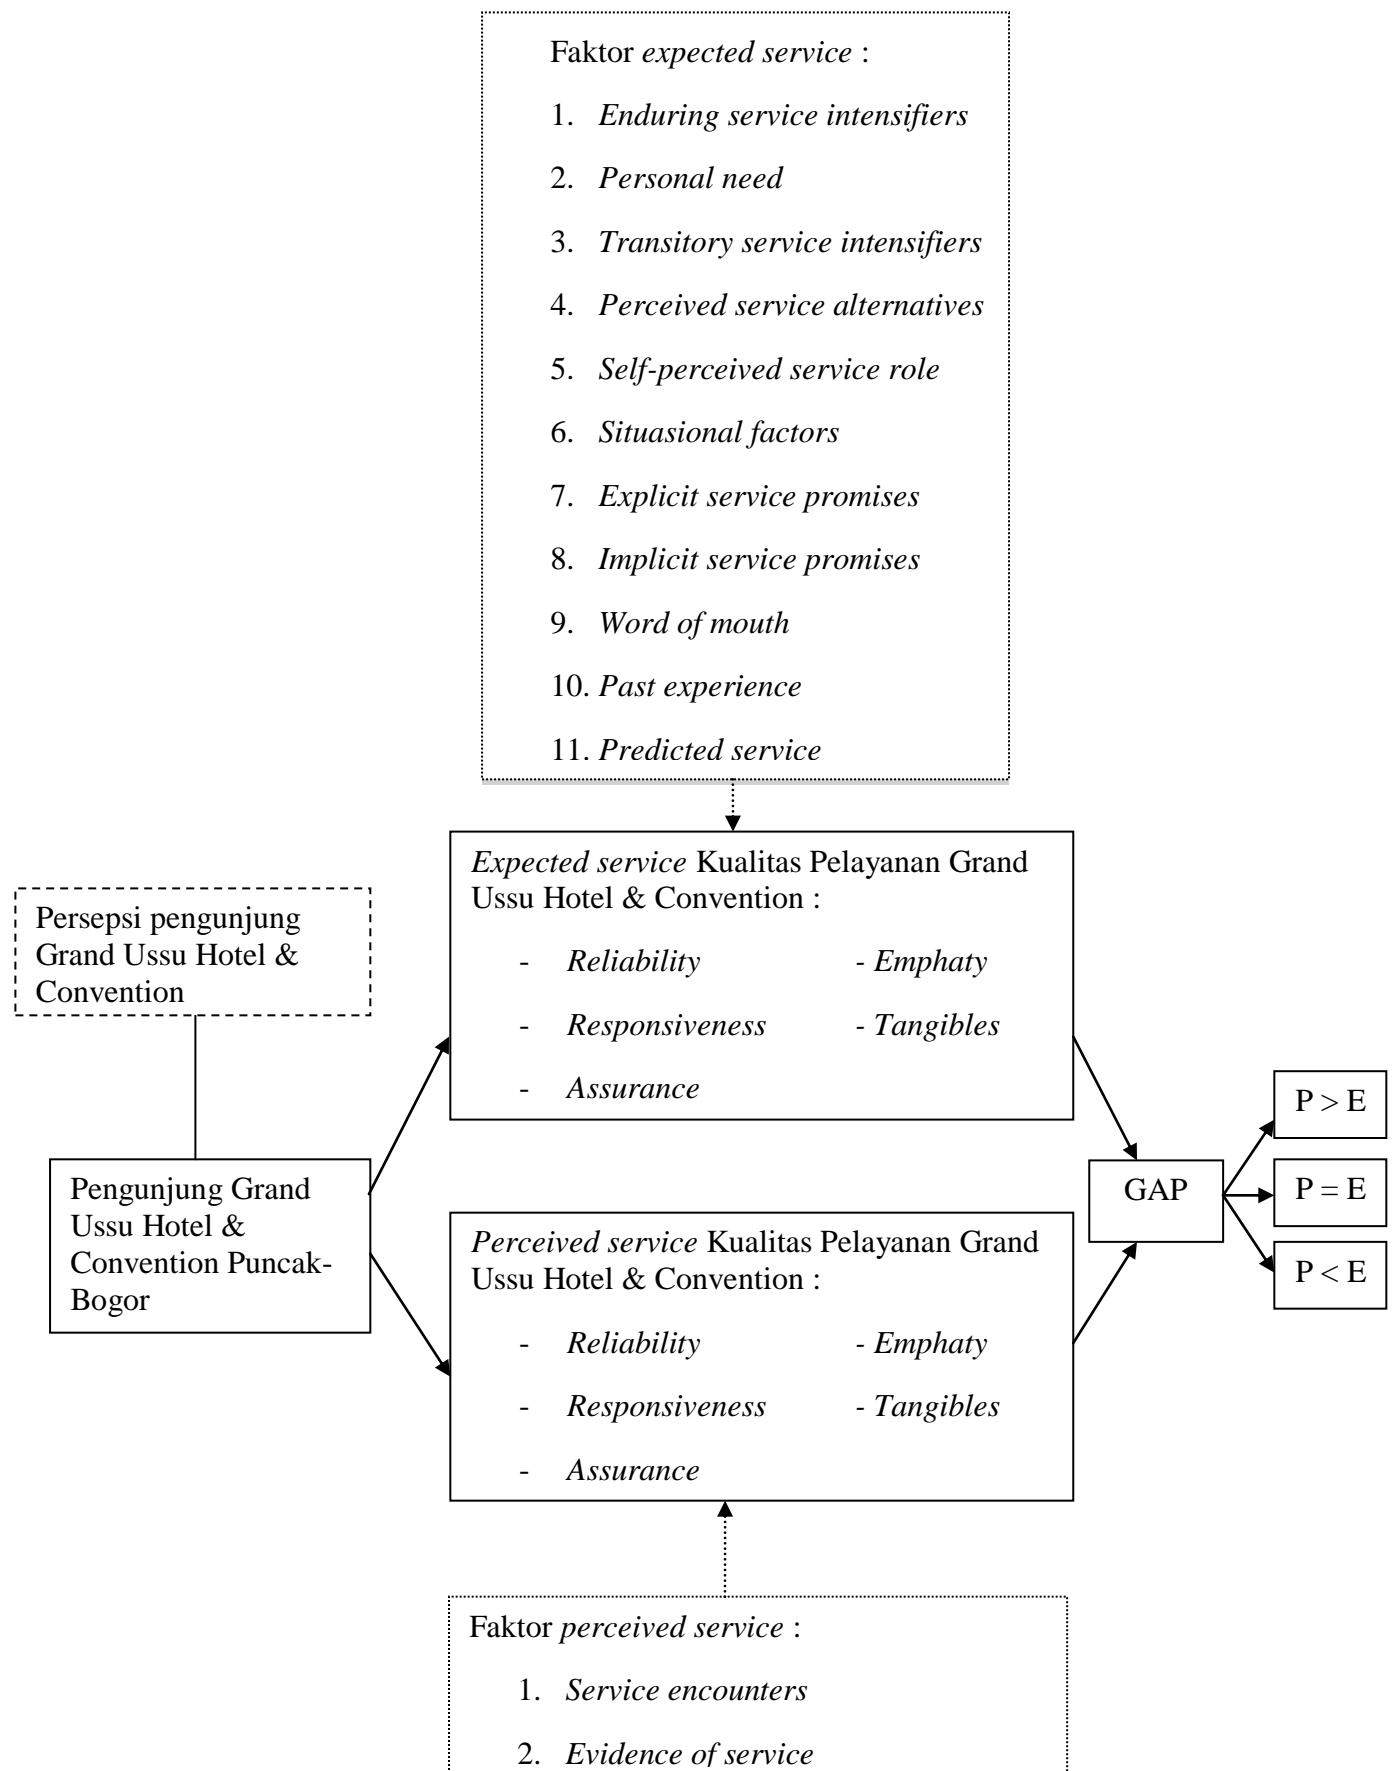 Faktor expected service :
1. Enduring service intensifiers
2. Personal need
3. Transitory service intensifiers
4. Perceived service alternatives
5. Self-perceived service role
6. Situasional factors
7. Explicit service promises
8. Implicit service promises
9. Word of mouth
10. Past experience
11. Predicted service
Persepsi pengunjung
Grand Ussu Hotel &
Convention
Pengunjung Grand
Ussu Hotel &
Convention Puncak-
Bogor
Expected service Kualitas Pelayanan Grand
Ussu Hotel & Convention :
- Reliability - Emphaty
- Responsiveness - Tangibles
- Assurance
Perceived service Kualitas Pelayanan Grand
Ussu Hotel & Convention :
- Reliability - Emphaty
- Responsiveness - Tangibles
- Assurance
GAP
P > E
P = E
P < E
Faktor perceived service :
1. Service encounters
2. Evidence of service